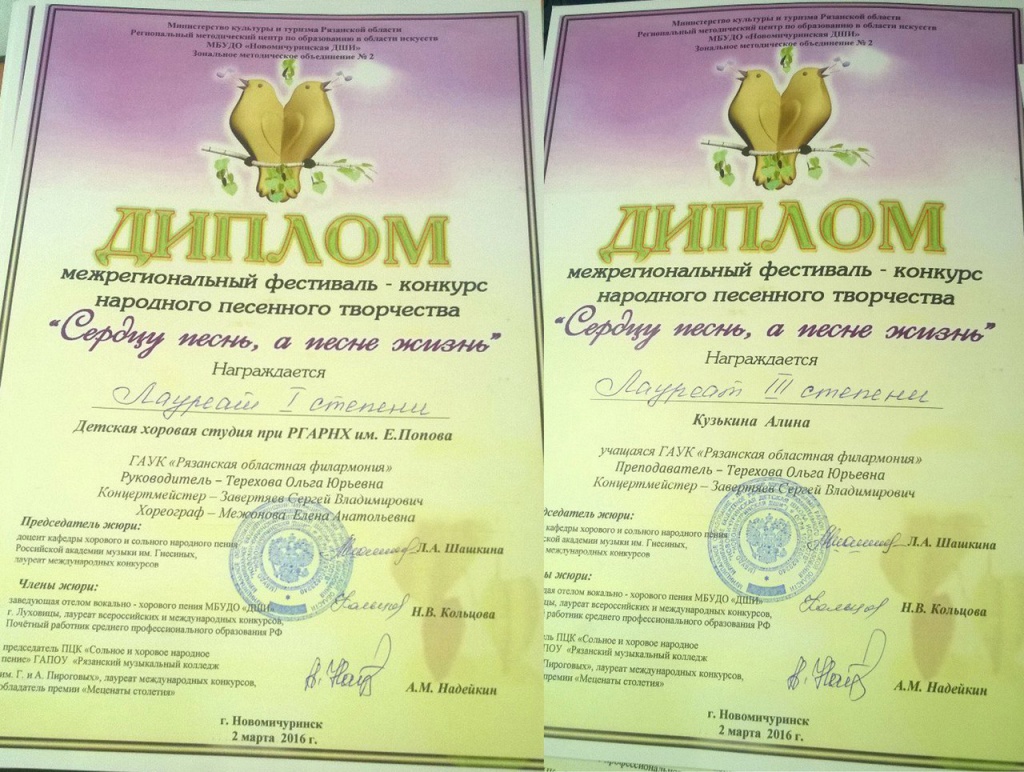 Министерство культуры и туризма Рязанской области
Региональный методический центр по образованию в области искусств
МБУДО «Новомичуринская ДШИ»
Зональное методическое объединение № 2
ДИПЛОМ
межрегиональный фестиваль - конкурс
народного песенного творчества
“Сердцу песнь, а песне жизнь”
Награждается
Лауреат I степени
Детская хоровая студия при РГАРНХ им. Е.Попова
ГАУК «Рязанская областная филармония»
Руководитель – Терехова Ольга Юрьевна
Концертмейстер – Завертяев Сергей Владимирович
Хореограф – Межонова Елена Анатольевна
Председатель жюри:
доцент кафедры хорового и сольного народного пения
Российской академии музыки им. Гнесиных,
лауреат международных конкурсов
Л.А. Шашкина
Члены жюри:
заведующая отелом вокально - хорового пения МБУДО «ДШИ»
г. Луховицы, лауреат всероссийских и международных конкурсов,
Почётный работник среднего профессионального образования РФ
Н.В. Кольцова
председатель ПЦК «Сольное и хоровое народное
пение» ГАПОУ «Рязанский музыкальный колледж
им. Г. и А. Пироговых», лауреат международных конкурсов,
обладатель премии «Меценаты столетия»
А.М. Надейкин
г. Новомичуринск
2 марта 2016 г.
Министерство культуры и туризма Рязанской области
Региональный методический центр по образованию в области искусств
МБУДО «Новомичуринская ДШИ»
Зональное методическое объединение № 2
ДИПЛОМ
межрегиональный фестиваль - конкурс
народного песенного творчества
“Сердцу песнь, а песне жизнь”
Награждается
Лауреат III степени
Кузькина Алина
учащаяся ГАУК «Рязанская областная филармония»
Преподаватель – Терехова Ольга Юрьевна
Концертмейстер – Завертяев Сергей Владимирович
жюри:
кафедры хорового и сольного народного пения
академии музыки им. Гнесиных,
международных конкурсов
Л.А. Шашкина
жюри:
отелом вокально - хорового пения МБУДО «ДШИ»
лауреат всероссийских и международных конкурсов,
работник среднего профессионального образования РФ
Н.В. Кольцова
ПЦК «Сольное и хоровое народное
ГАПОУ «Рязанский музыкальный колледж
Пироговых», лауреат международных конкурсов,
премии «Меценаты столетия»
А.М. Надейкин
г. Новомичуринск
2 марта 2016 г.